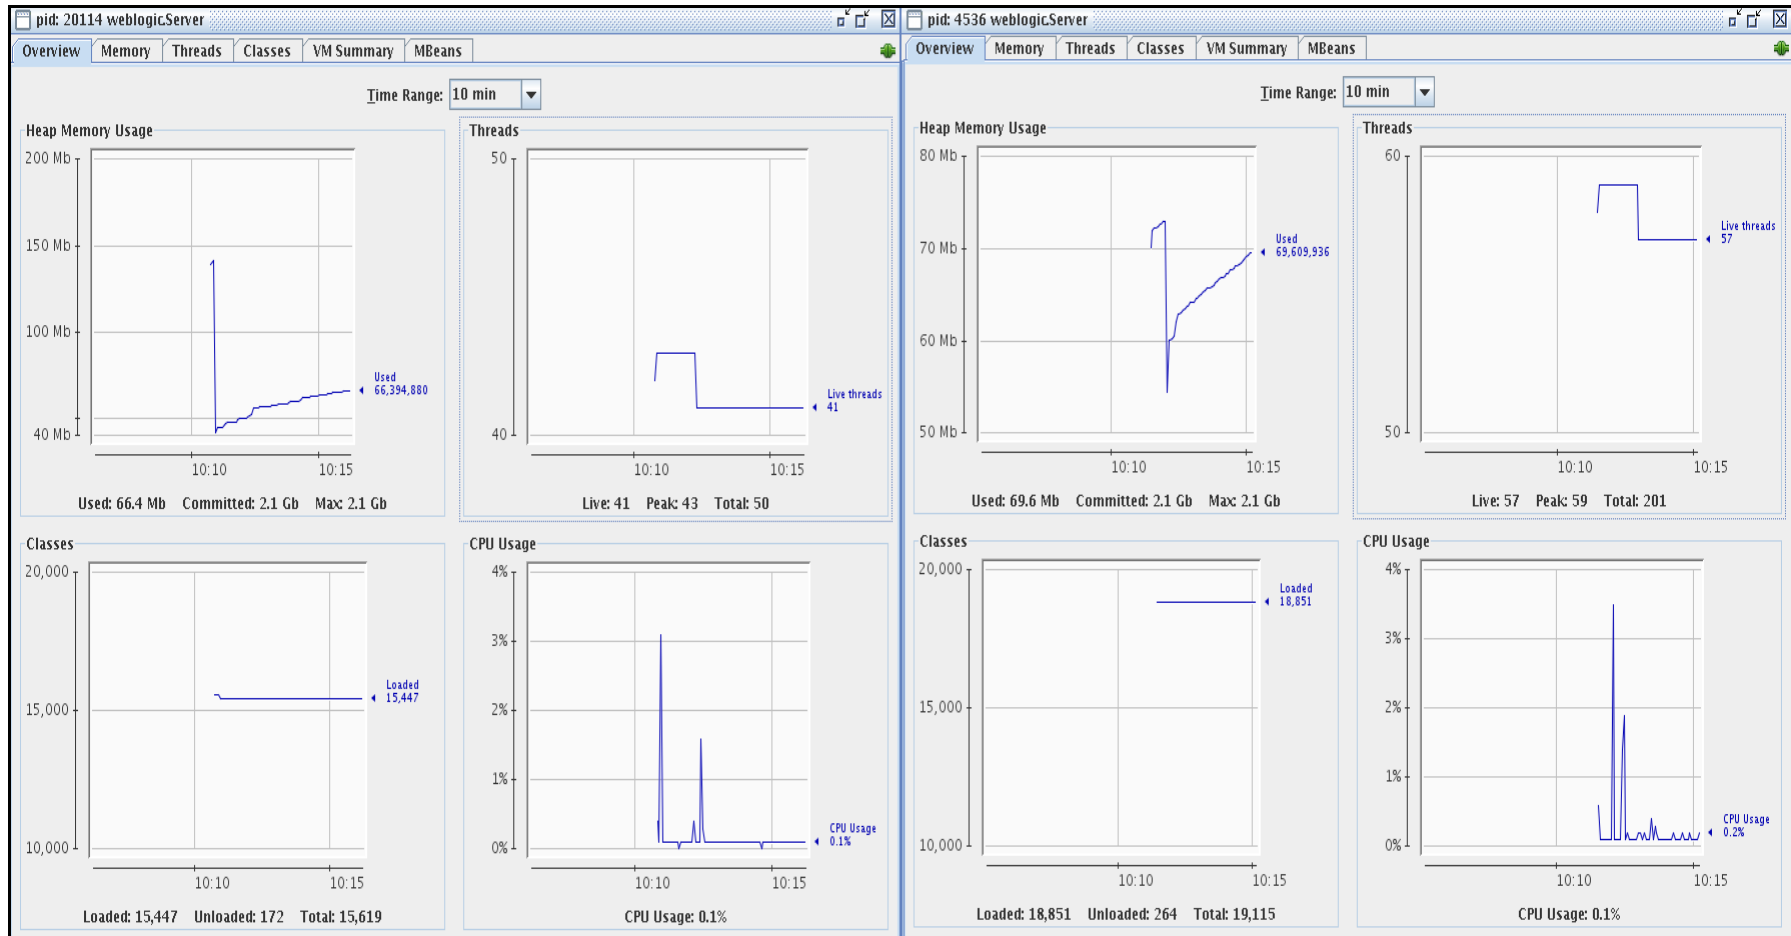 pid: 20114 weblogic.Server
Overview Memory Threads Classes VM Summary MBeans
Time Range: 10 min
Heap Memory Usage
200 Mb
150 Mb
100 Mb
40 Mb
Used
66,394,880
10:10 10:15
Used: 66.4 Mb Committed: 2.1 Gb Max: 2.1 Gb
Threads
50
40
Live threads
41
10:10 10:15
Live: 41 Peak: 43 Total: 50
Classes
20,000
15,000
10,000
Loaded
15,447
10:10 10:15
Loaded: 15,447 Unloaded: 172 Total: 15,619
CPU Usage
4%
3%
2%
1%
0%
CPU Usage
0.1%
10:10 10:15
CPU Usage: 0.1%
pid: 4536 weblogic.Server
Overview Memory Threads Classes VM Summary MBeans
Time Range: 10 min
Heap Memory Usage
80 Mb
70 Mb
60 Mb
50 Mb
Used
69,609,936
10:10 10:15
Used: 69.6 Mb Committed: 2.1 Gb Max: 2.1 Gb
Threads
60
50
Live threads
57
10:10 10:15
Live: 57 Peak: 59 Total: 201
Classes
20,000
15,000
10,000
Loaded
18,851
10:10 10:15
Loaded: 18,851 Unloaded: 264 Total: 19,115
CPU Usage
4%
3%
2%
1%
0%
CPU Usage
0.2%
10:10 10:15
CPU Usage: 0.1%